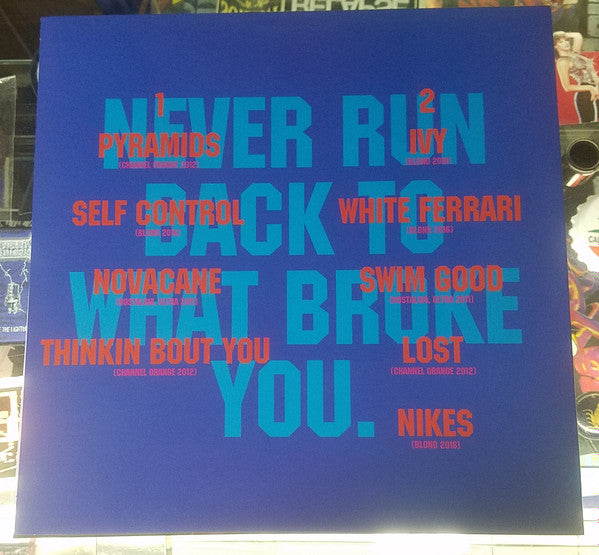 RELAPSE
NEVER RUN
BACK TO
WHAT BROKE
YOU.
1
PYRAMIDS
(CHANNEL ORANGE 2012)
SELF CONTROL
(BLOND 2016)
NOVACANE
(NOSTALGIA, ULTRA 2011)
THINKIN BOUT YOU
(CHANNEL ORANGE 2012)
2
IVY
(BLOND 2016)
WHITE FERRARI
(BLOND 2016)
SWIM GOOD
(NOSTALGIA, ULTRA 2011)
LOST
(CHANNEL ORANGE 2012)
NIKES
(BLOND 2016)